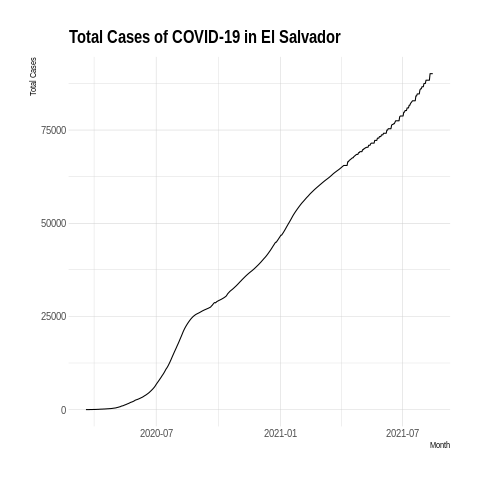 Total Cases of COVID-19 in El Salvador
Total Cases
75000
50000
25000
0
2020-07
2021-01
2021-07
Month